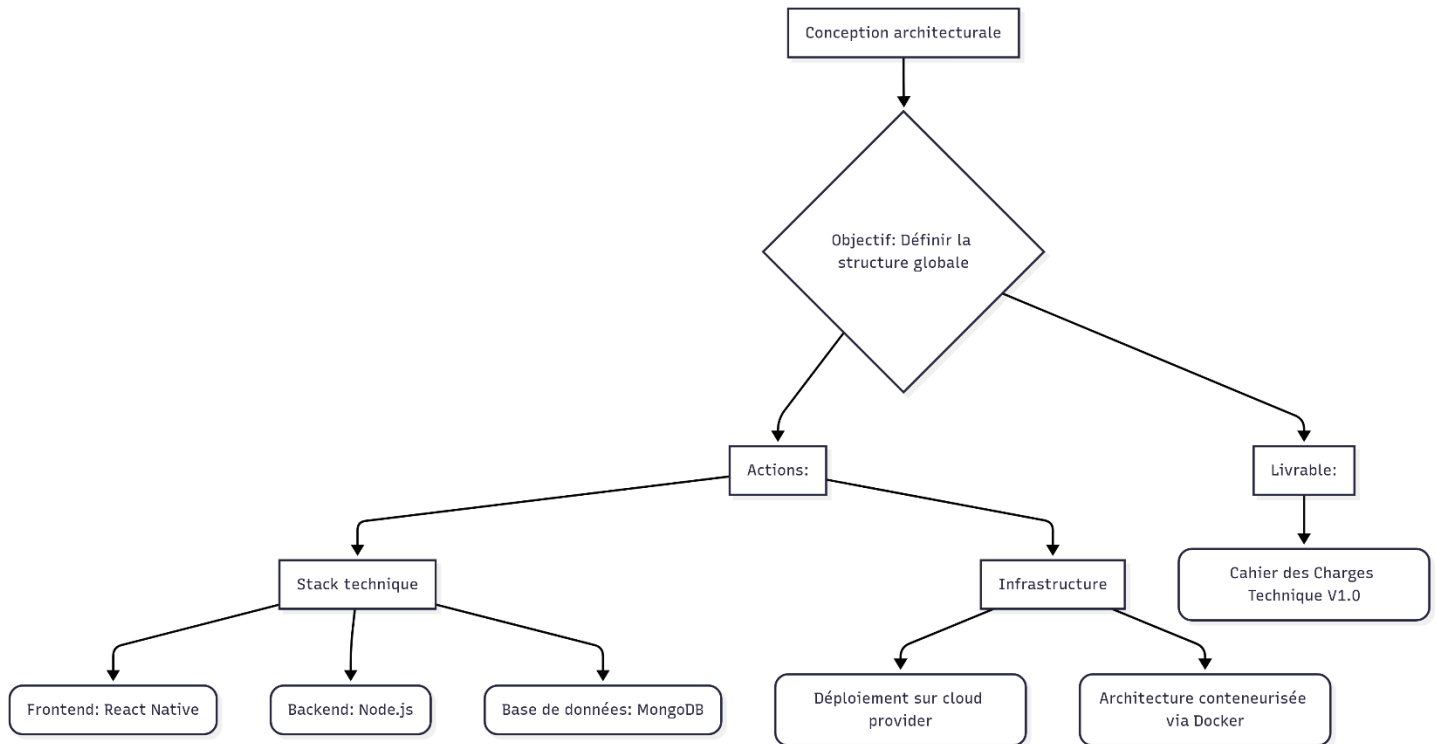 Conception architecturale
Objectif: Définir la
structure globale
Actions:
Livrable:
Stack technique
Infrastructure
Cahier des Charges
Technique V1.0
Frontend: React Native
Backend: Node.js
Base de données: MongoDB
Déploiement sur cloud
provider
Architecture conteneurisée
via Docker